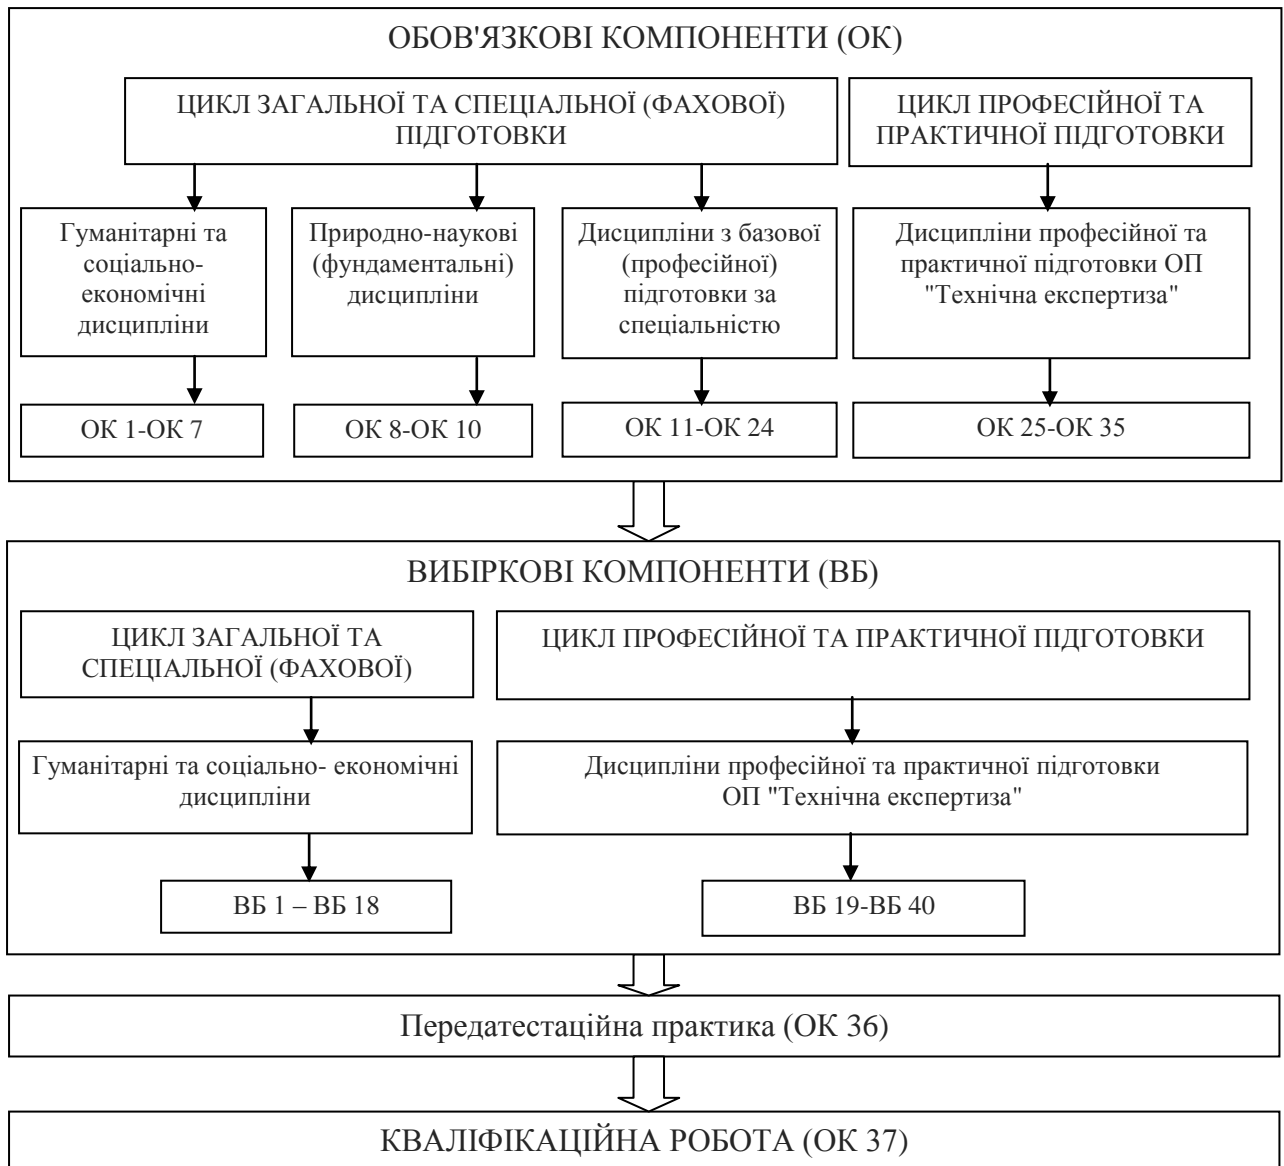 ОБОВ'ЯЗКОВІ КОМПОНЕНТИ (ОК)
ЦИКЛ ЗАГАЛЬНОЇ ТА СПЕЦІАЛЬНОЇ (ФАХОВОЇ)
ПІДГОТОВКИ
ЦИКЛ ПРОФЕСІЙНОЇ ТА
ПРАКТИЧНОЇ ПІДГОТОВКИ
Гуманітарні та
соціально-
економічні
дисципліни
Природно-наукові
(фундаментальні)
дисципліни
Дисципліни з базової
(професійної)
підготовки за
спеціальністю
Дисципліни професійної та
практичної підготовки ОП
"Технічна експертиза"
ОК 1-ОК 7
ОК 8-ОК 10
ОК 11-ОК 24
ОК 25-ОК 35
ВИБІРКОВІ КОМПОНЕНТИ (ВБ)
ЦИКЛ ЗАГАЛЬНОЇ ТА
СПЕЦІАЛЬНОЇ (ФАХОВОЇ)
ЦИКЛ ПРОФЕСІЙНОЇ ТА ПРАКТИЧНОЇ ПІДГОТОВКИ
Гуманітарні та соціально- економічні
дисципліни
Дисципліни професійної та практичної підготовки
ОП "Технічна експертиза"
ВБ 1 – ВБ 18
ВБ 19-ВБ 40
Передатестаційна практика (ОК 36)
КВАЛІФІКАЦІЙНА РОБОТА (ОК 37)